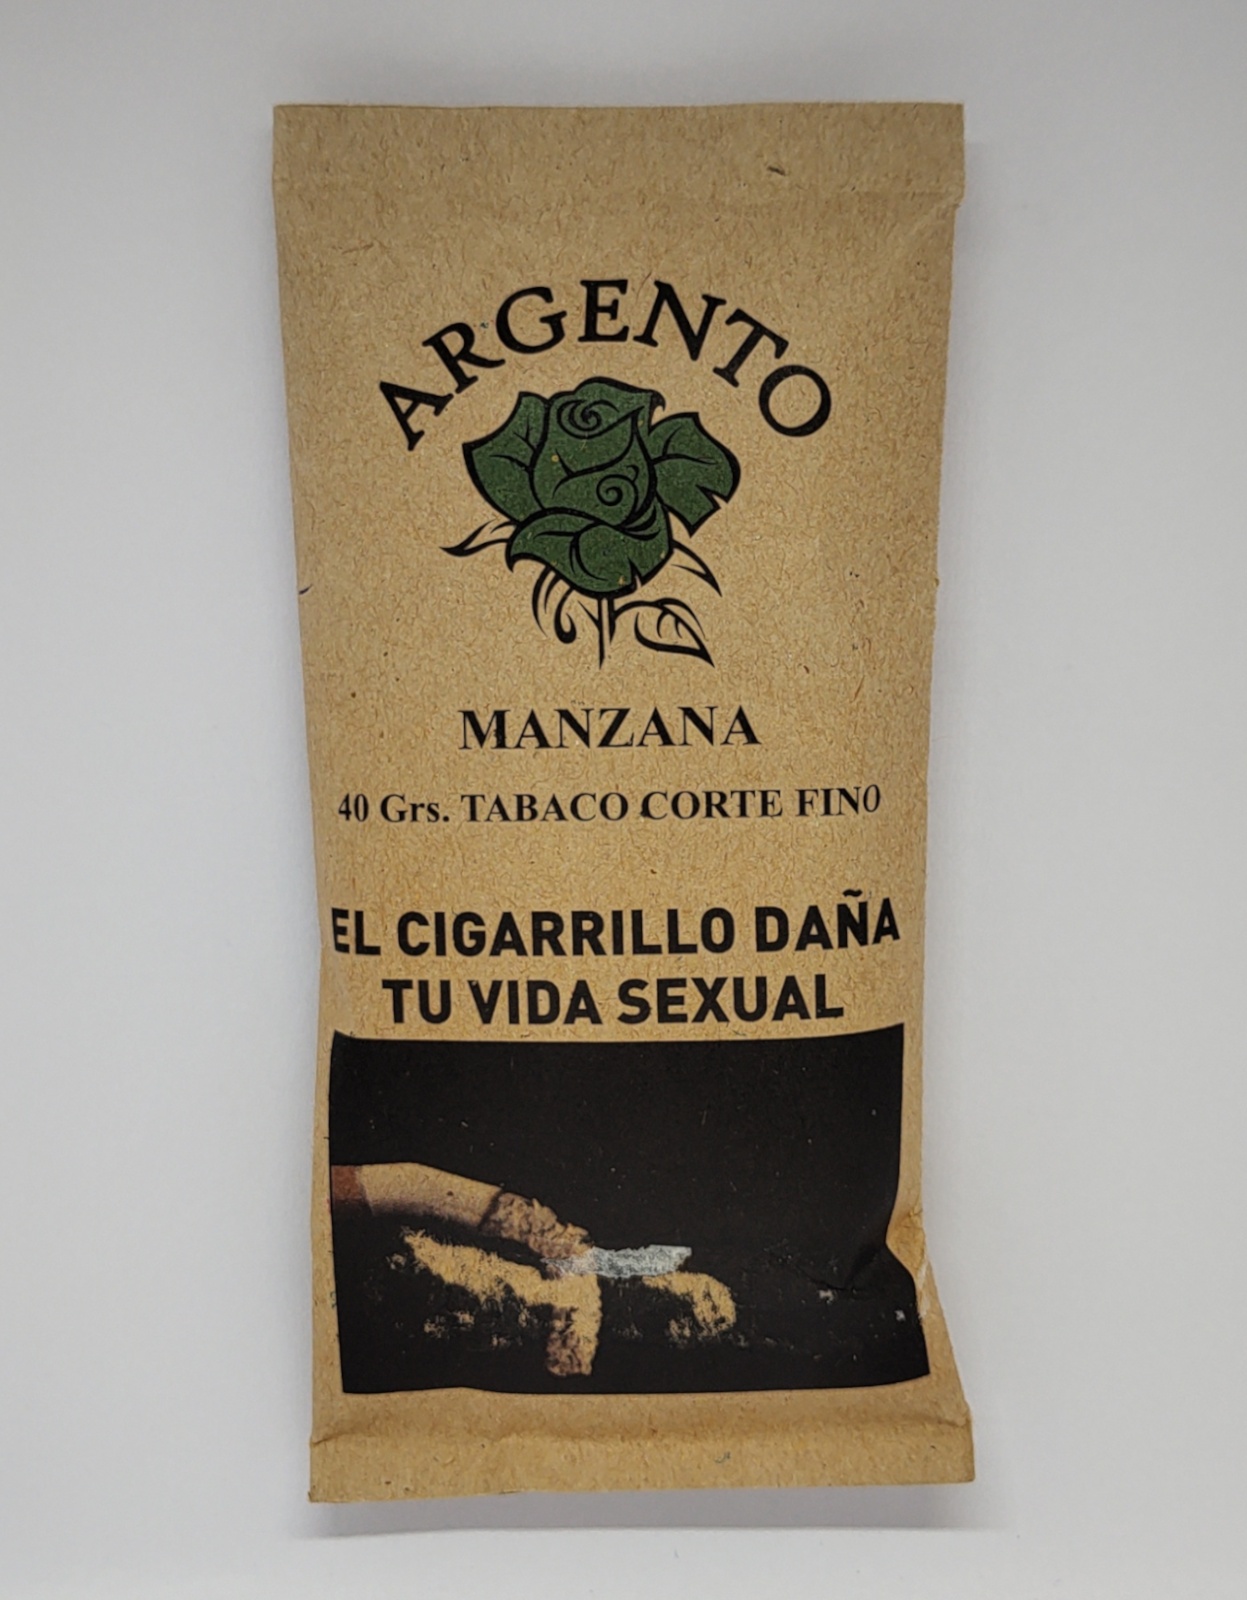 ARGENTO
MANZANA
40 Grs. TABACO CORTE FINO
EL CIGARRILLO DAÑA
TU VIDA SEXUAL